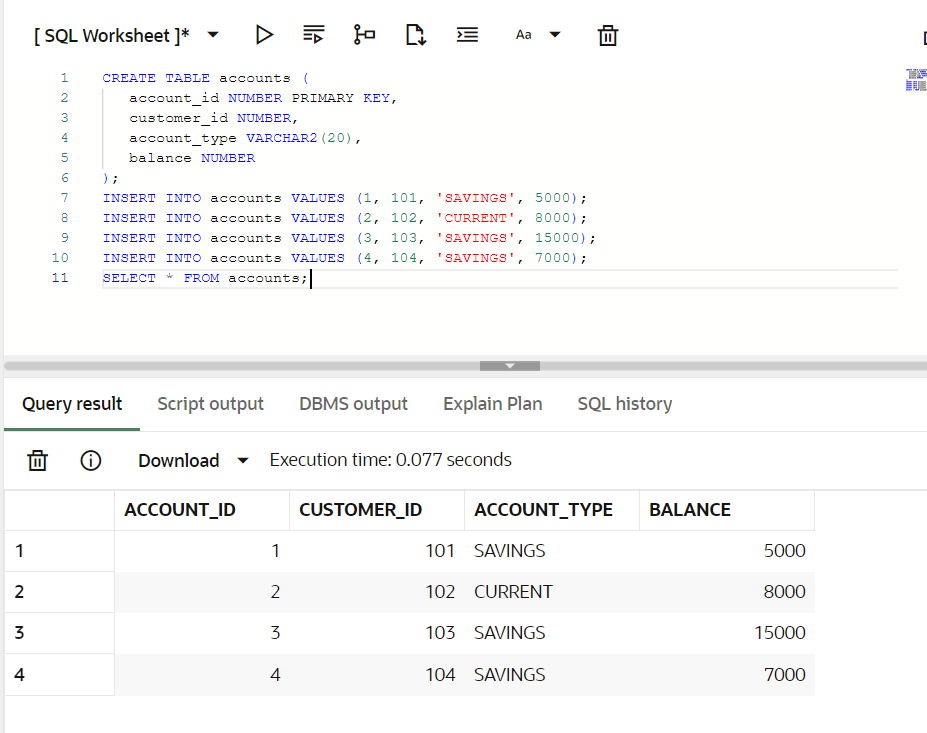 [ SQL Worksheet ]* Aa
1 CREATE TABLE accounts (
2 account_id NUMBER PRIMARY KEY,
3 customer_id NUMBER,
4 account_type VARCHAR2(20),
5 balance NUMBER
6 );
7 INSERT INTO accounts VALUES (1, 101, 'SAVINGS', 5000);
8 INSERT INTO accounts VALUES (2, 102, 'CURRENT', 8000);
9 INSERT INTO accounts VALUES (3, 103, 'SAVINGS', 15000);
10 INSERT INTO accounts VALUES (4, 104, 'SAVINGS', 7000);
11 SELECT * FROM accounts;
Query result Script output DBMS output Explain Plan SQL history
Download Execution time: 0.077 seconds
ACCOUNT_ID CUSTOMER_ID ACCOUNT_TYPE BALANCE
1 1 101 SAVINGS 5000
2 2 102 CURRENT 8000
3 3 103 SAVINGS 15000
4 4 104 SAVINGS 7000